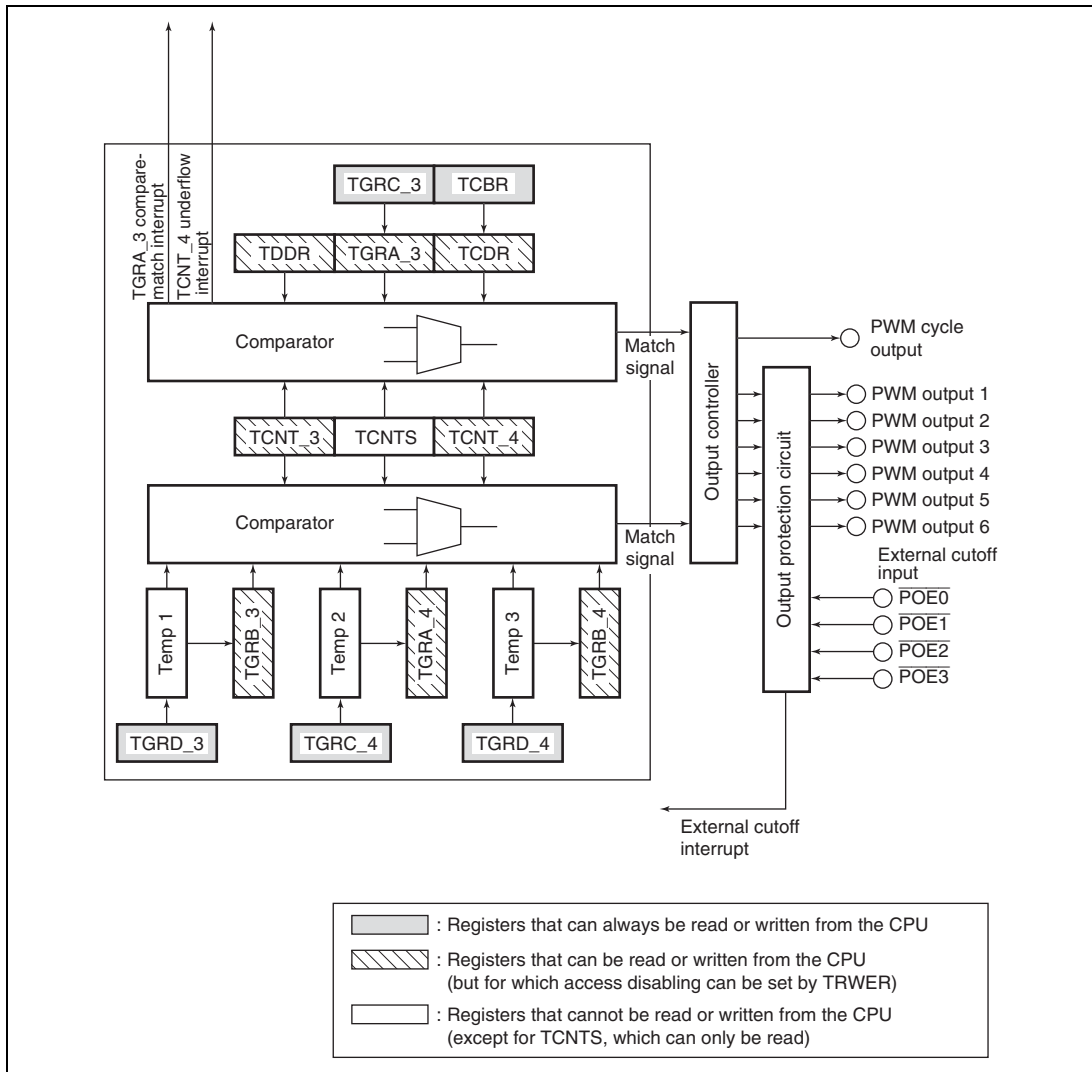 TGRA_3 compare-
match interrupt
TCNT_4 underflow
interrupt
TGRC_3
TCBR
TDDR
TGRA_3
TCDR
Comparator
Match
signal
TCNT_3
TCNTS
TCNT_4
Comparator
Match
signal
Temp 1
TGRB_3
Temp 2
TGRA_4
Temp 3
TGRB_4
TGRD_3
TGRC_4
TGRD_4
Output controller
Output protection circuit
PWM cycle
output
PWM output 1
PWM output 2
PWM output 3
PWM output 4
PWM output 5
PWM output 6
External cutoff
input
POE0
POE1
POE2
POE3
External cutoff
interrupt
: Registers that can always be read or written from the CPU
: Registers that can be read or written from the CPU
(but for which access disabling can be set by TRWER)
: Registers that cannot be read or written from the CPU
(except for TCNTS, which can only be read)